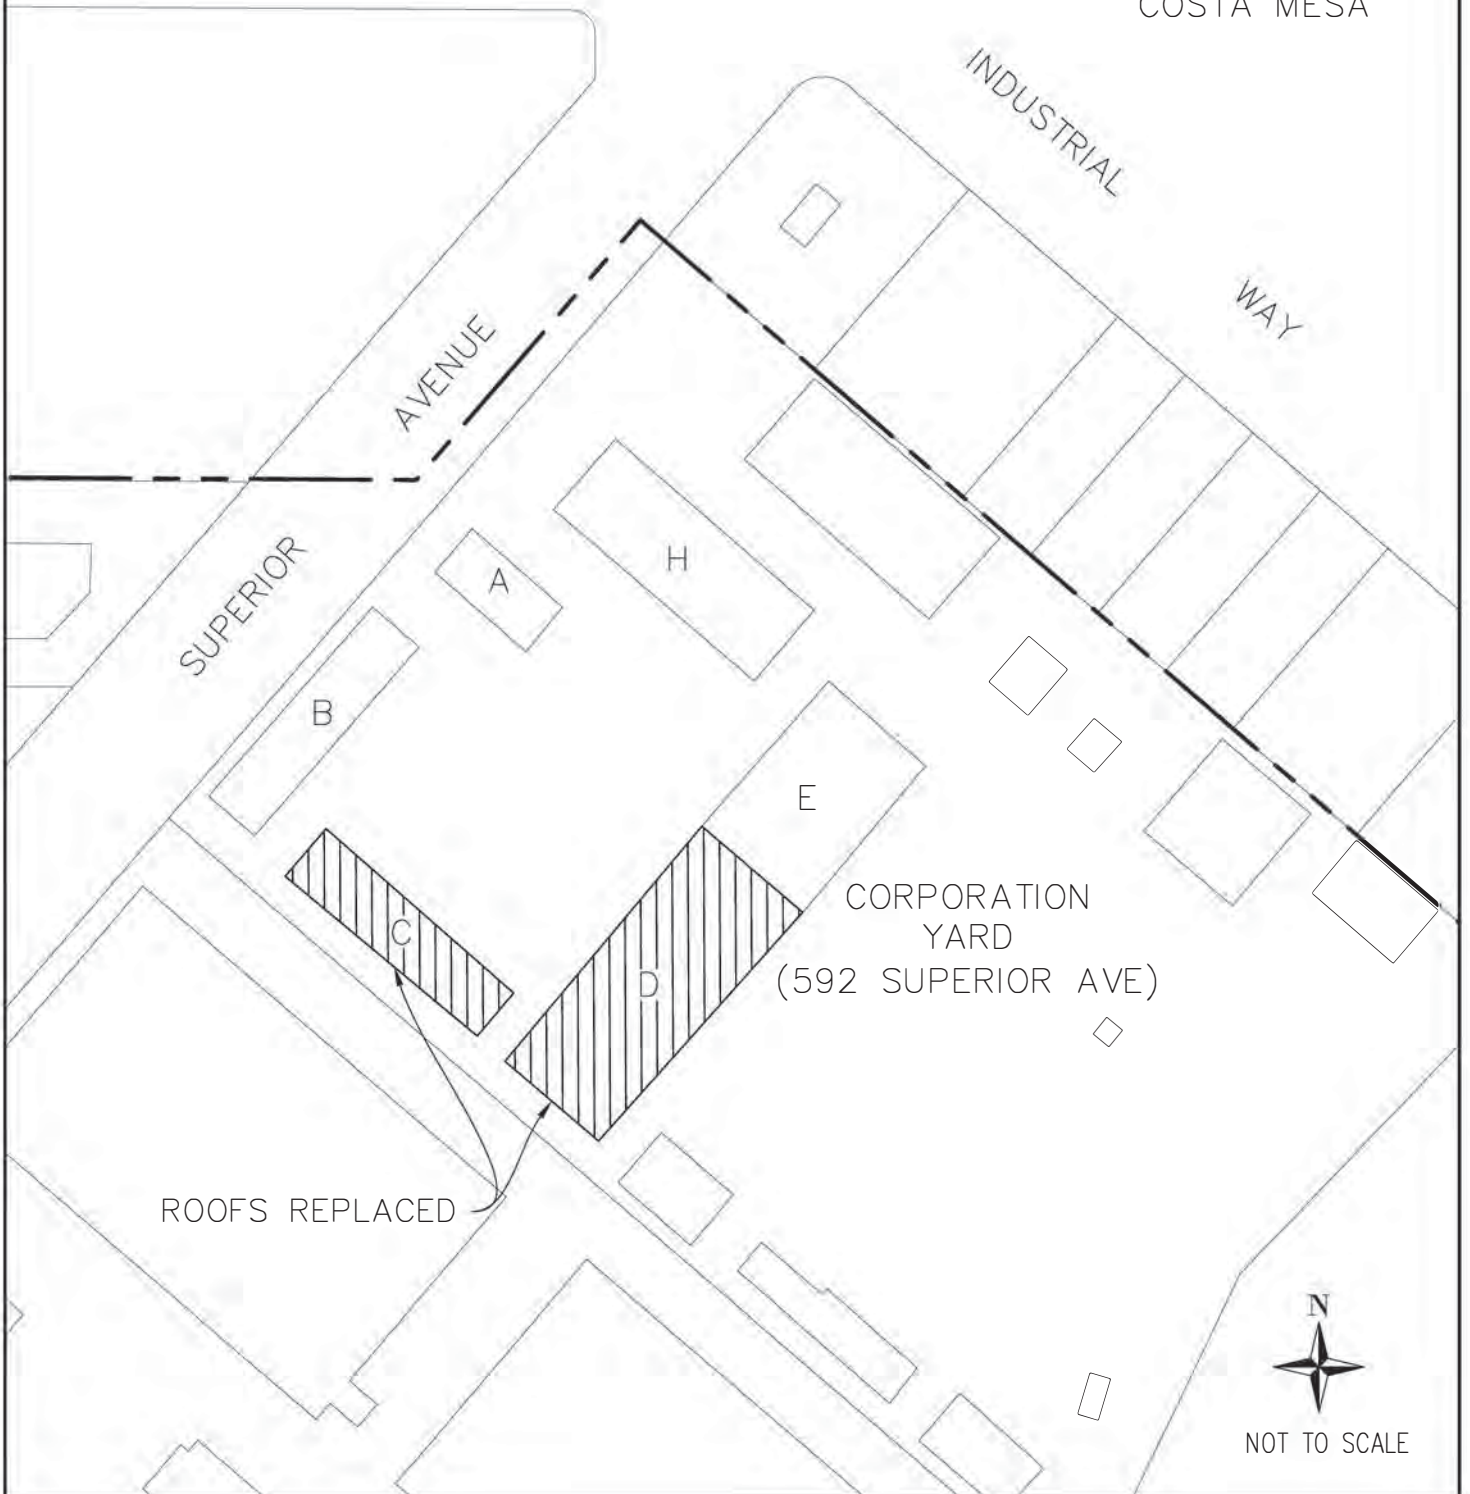 COSTA MESA
INDUSTRIAL
WAY
AVENUE
SUPERIOR
A
H
B
E
C
D
CORPORATION
YARD
(592 SUPERIOR AVE)
ROOFS REPLACED
N
NOT TO SCALE